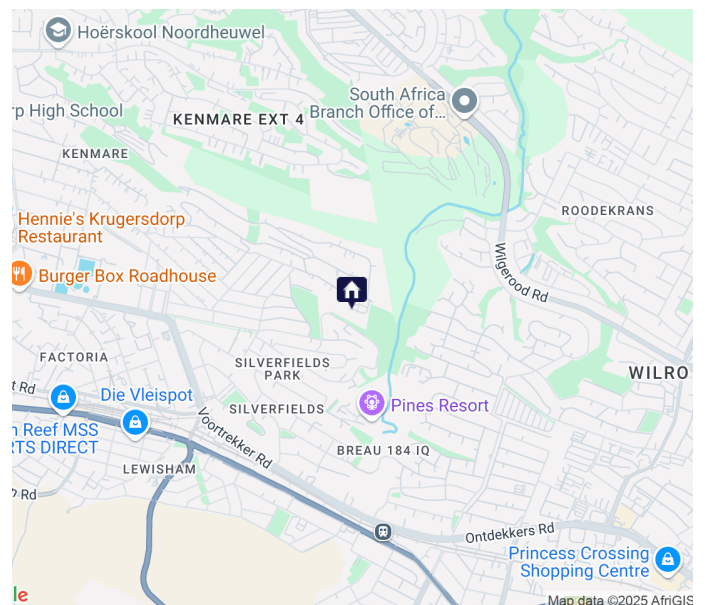 Hoërskool Noordheuwel
South Africa
Branch Office of...
rp High School
KENMARE EXT 4
KENMARE
ROODEKRANS
Hennie's Krugersdorp
Restaurant
Wilgerood Rd
Burger Box Roadhouse
FACTORIA
SILVERFIELDS
PARK
WILRO
t Rd
Die Vleispot
Pines Resort
SILVERFIELDS
n Reef MSS
RTS DIRECT
Voortrekker Rd
BREAU 184 IQ
LEWISHAM
Rd
Ontdekkers Rd
Princess Crossing
Shopping Centre
le
Map data ©2025 AfriGIS